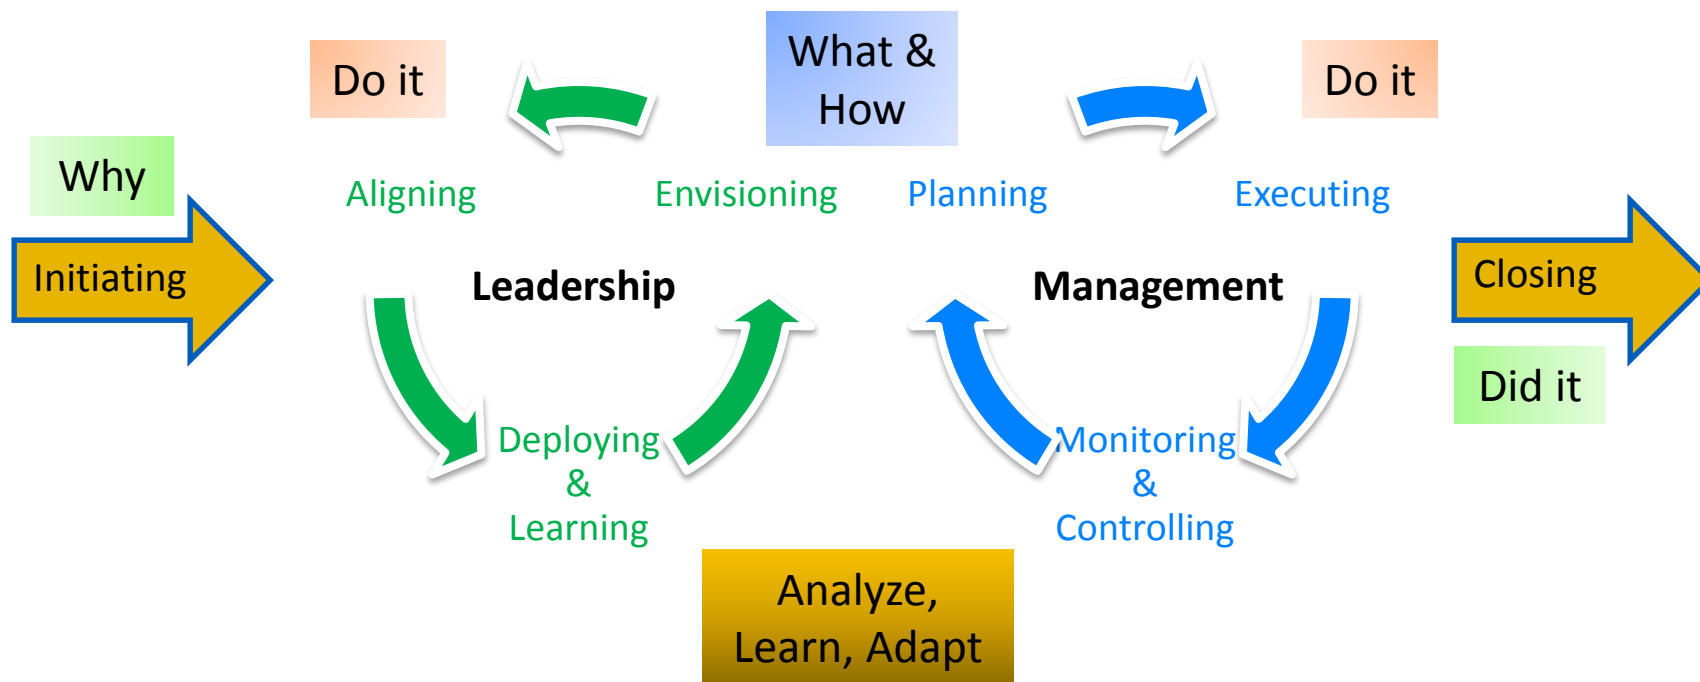 What &
How
Do it
Do it
Why
Aligning
Envisioning
Planning
Executing
Initiating
Leadership
Management
Closing
Did it
Deploying
&
Learning
Monitoring
&
Controlling
Analyze,
Learn, Adapt